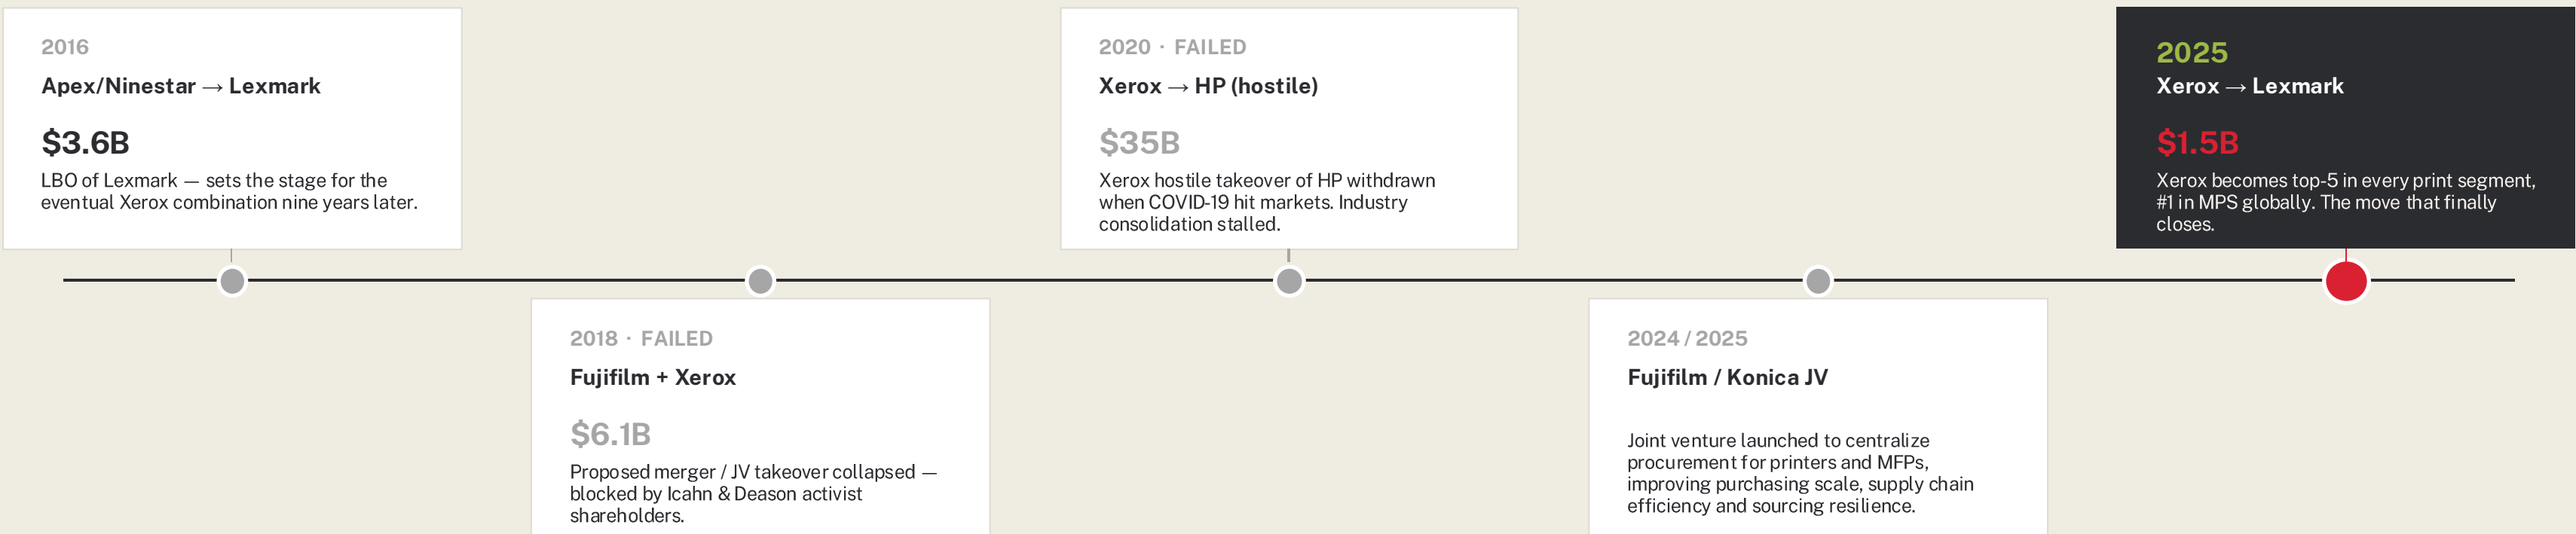 2016
Apex/Ninestar → Lexmark
$3.6B
LBO of Lexmark — sets the stage for the
eventual Xerox combination nine years later.
2018 · FAILED
Fujifilm + Xerox
$6.1B
Proposed merger / JV takeover collapsed —
blocked by Icahn & Deason activist
shareholders.
2020 · FAILED
Xerox → HP (hostile)
$35B
Xerox hostile takeover of HP withdrawn
when COVID-19 hit markets. Industry
consolidation stalled.
2024 / 2025
Fujifilm / Konica JV
Joint venture launched to centralize
procurement for printers and MFPs,
improving purchasing scale, supply chain
efficiency and sourcing resilience.
2025
Xerox → Lexmark
$1.5B
Xerox becomes top-5 in every print segment,
#1 in MPS globally. The move that finally
closes.